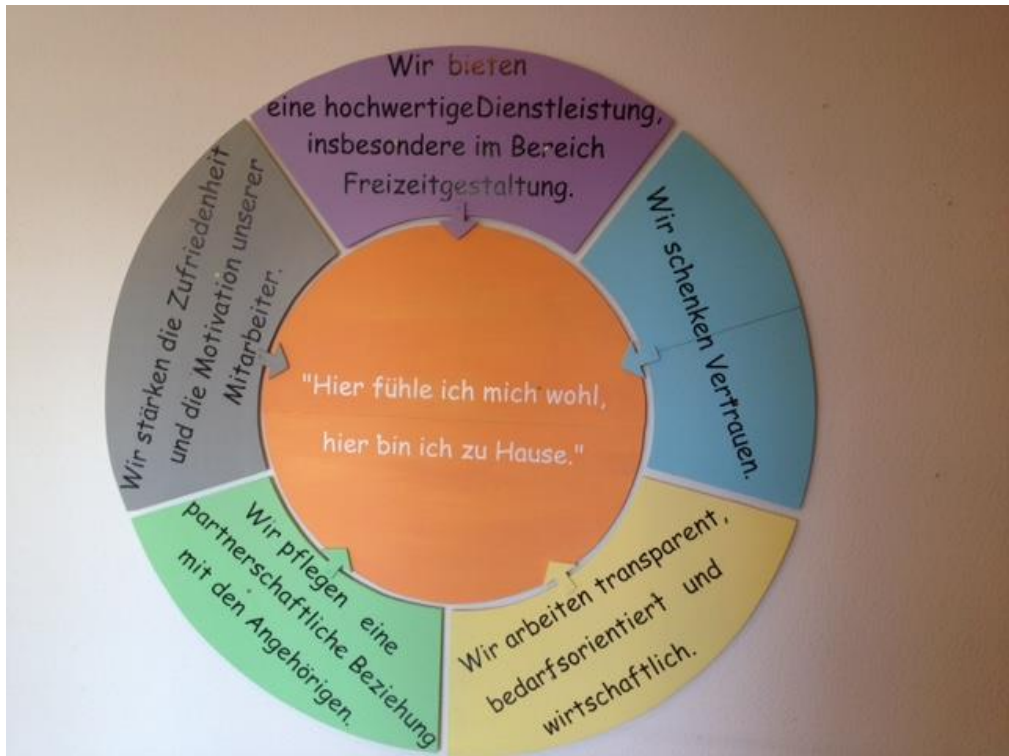 Wir bieten
eine hochwertige Dienstleistung,
insbesondere im Bereich
Freizeitgestaltung.
Wir schenken Vertrauen.
Wir arbeiten transparent,
bedarfsorientiert und
wirtschaftlich.
Wir pflegen eine
partnerschaftliche Beziehung
mit den Angehörigen.
Wir stärken die Zufriedenheit
und die Motivation unserer
Mitarbeiter.
"Hier fühle ich mich wohl,
hier bin ich zu Hause."